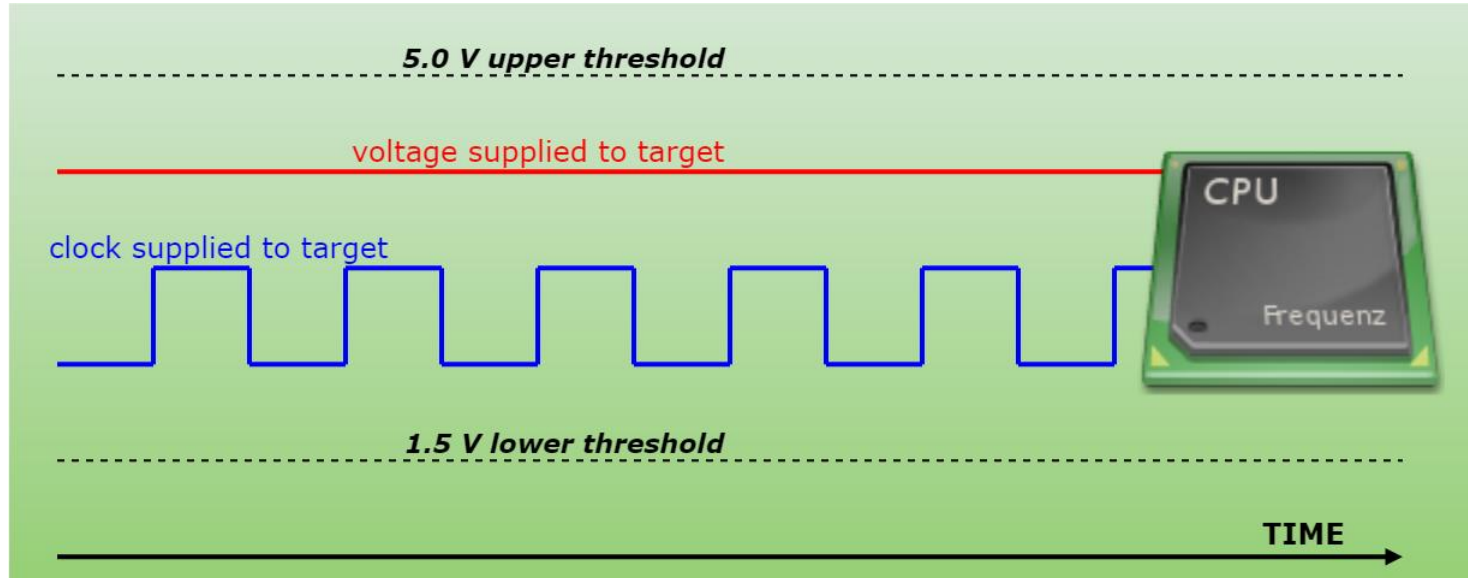 5.0 V upper threshold
voltage supplied to target
CPU
clock supplied to target
Frequenz
1.5 V lower threshold
TIME